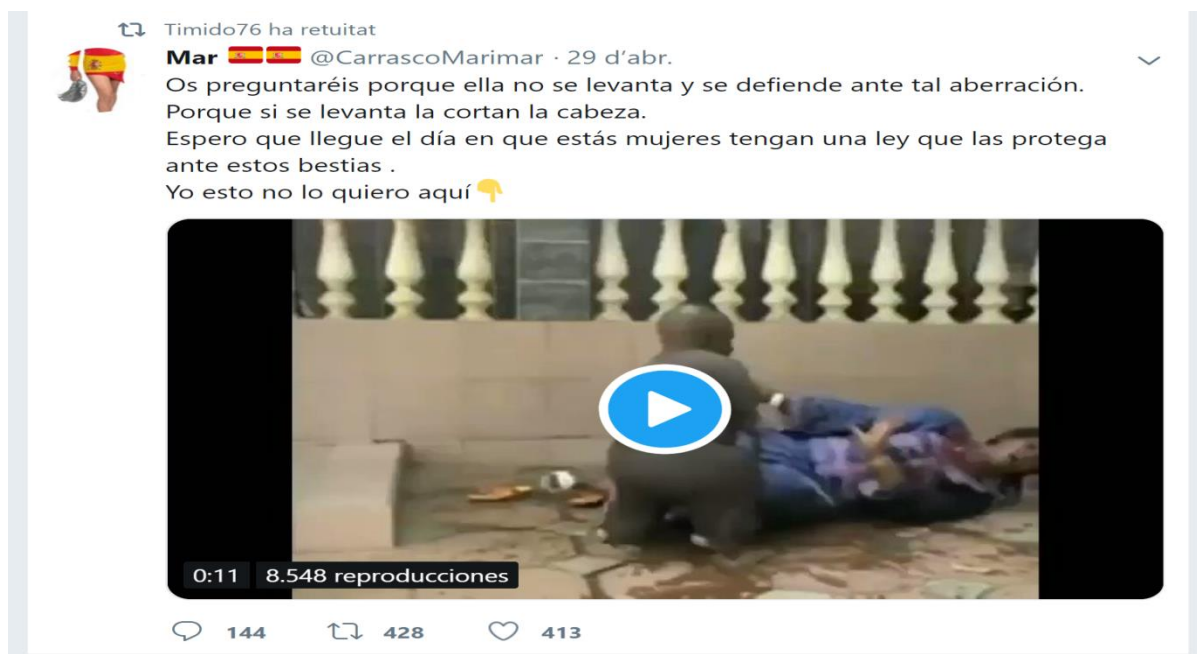 Timido76 ha retuitat
Mar 🇪🇸🇪🇸 @CarrascoMarimar · 29 d'abr.
Os preguntaréis porque ella no se levanta y se defiende ante tal aberración.
Porque si se levanta la cortan la cabeza.
Espero que llegue el día en que estás mujeres tengan una ley que las protega
ante estos bestias .
Yo esto no lo quiero aquí 👇
0:11 8.548 reproducciones
144 428 413